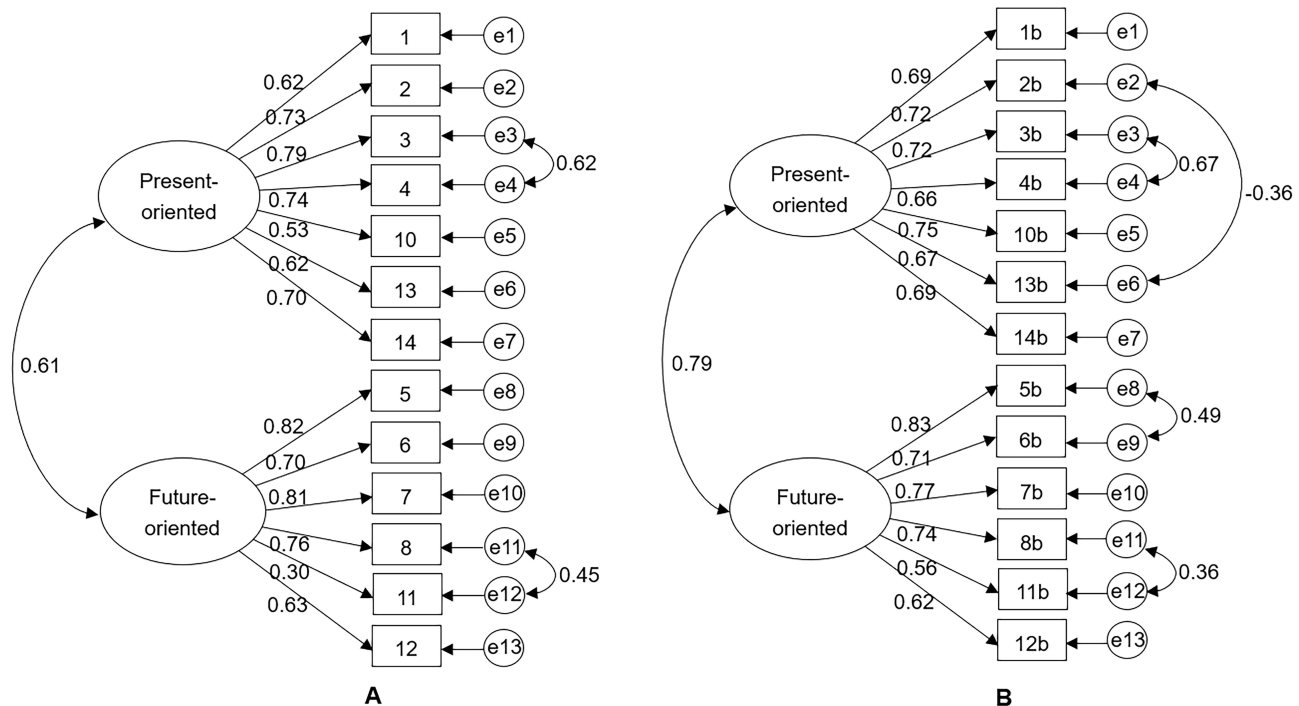 1
e1
0.62
2
e2
0.73
3
e3
0.79
0.62
4
e4
Present-
oriented
0.74
10
e5
0.53
13
e6
0.62
14
e7
0.70
0.61
5
e8
0.82
6
e9
0.70
7
e10
0.81
Future-
oriented
8
e11
0.76
0.45
11
e12
0.30
12
e13
0.63
A
1b
e1
0.69
2b
e2
0.72
3b
e3
0.72
0.67
4b
e4
Present-
oriented
0.66
-0.36
10b
e5
0.75
13b
e6
0.67
14b
e7
0.69
0.79
5b
e8
0.83
0.49
6b
e9
0.71
7b
e10
0.77
Future-
oriented
8b
e11
0.74
0.36
11b
e12
0.56
12b
e13
0.62
B